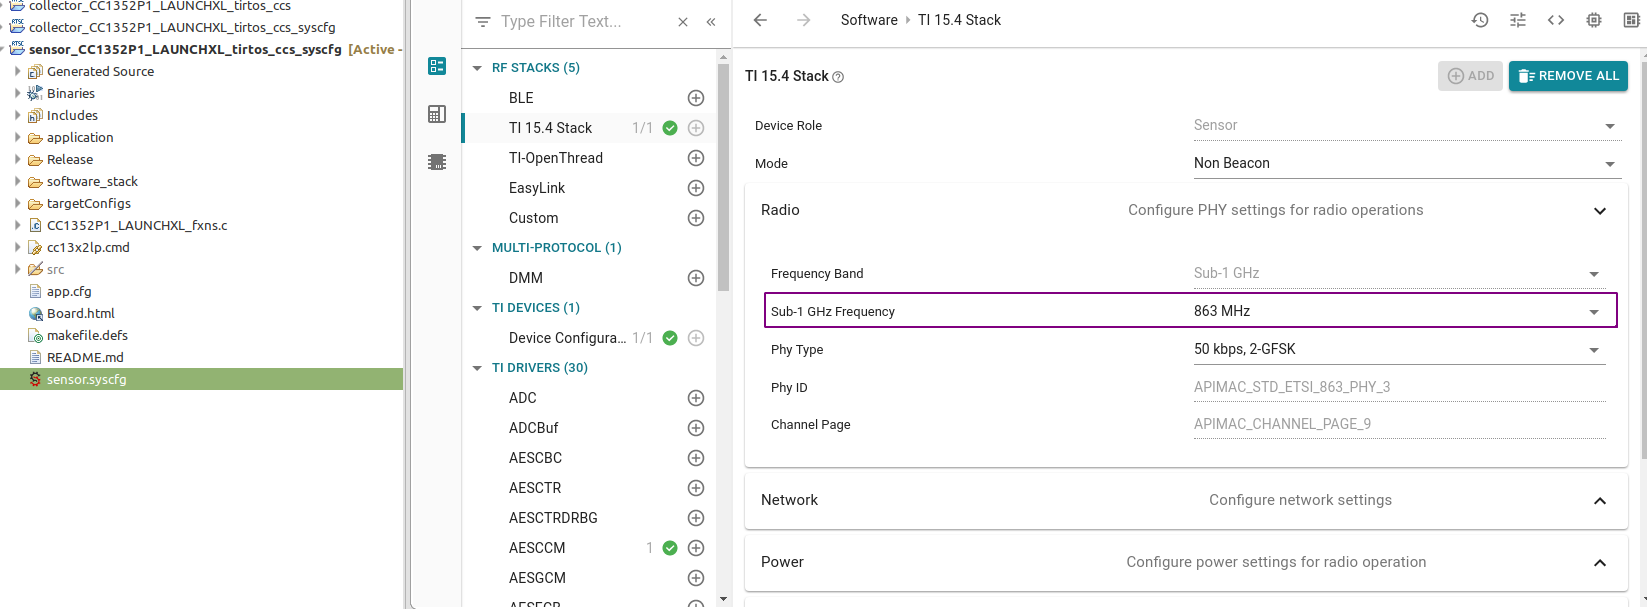 collector_CC1352P1_LAUNCHXL_tirtos_ccs
collector_CC1352P1_LAUNCHXL_tirtos_ccs_syscfg
sensor_CC1352P1_LAUNCHXL_tirtos_ccs_syscfg [Active -
Generated Source
Binaries
Includes
application
Release
software_stack
targetConfigs
CC1352P1_LAUNCHXL_fxns.c
cc13x2lp.cmd
src
app.cfg
Board.html
makefile.defs
README.md
sensor.syscfg
Type Filter Text...
RF STACKS (5)
BLE
TI 15.4 Stack 1/1
TI-OpenThread
EasyLink
Custom
MULTI-PROTOCOL (1)
DMM
TI DEVICES (1)
Device Configura... 1/1
TI DRIVERS (30)
ADC
ADCBuf
AESCBC
AESCTR
AESCTRDRBG
AESCCM 1
AESGCM
AESECB
Software › TI 15.4 Stack
TI 15.4 Stack
ADD
REMOVE ALL
Device Role Sensor
Mode Non Beacon
Radio Configure PHY settings for radio operations
Frequency Band Sub-1 GHz
Sub-1 GHz Frequency 863 MHz
Phy Type 50 kbps, 2-GFSK
Phy ID APIMAC_STD_ETSI_863_PHY_3
Channel Page APIMAC_CHANNEL_PAGE_9
Network Configure network settings
Power Configure power settings for radio operation